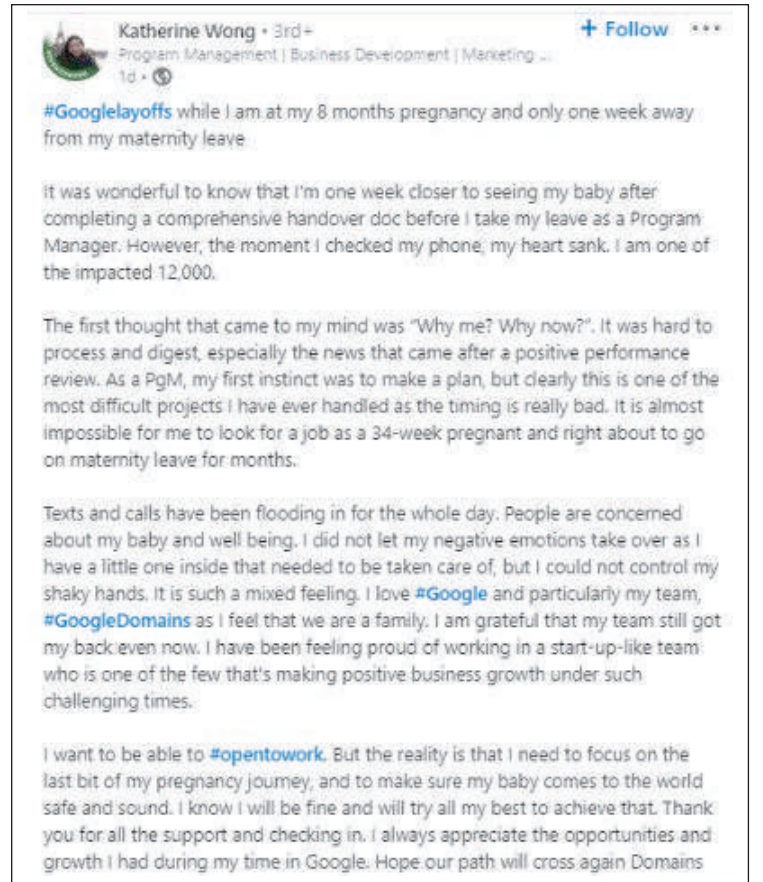 Katherine Wong • 3rd+
+ Follow ...
Program Management | Business Development | Marketing ...
1d •
#Googlelayoffs while I am at my 8 months pregnancy and only one week away
from my maternity leave
It was wonderful to know that I'm one week closer to seeing my baby after
completing a comprehensive handover doc before I take my leave as a Program
Manager. However, the moment I checked my phone, my heart sank. I am one of
the impacted 12,000.
The first thought that came to my mind was "Why me? Why now?". It was hard to
process and digest, especially the news that came after a positive performance
review. As a PgM, my first instinct was to make a plan, but clearly this is one of the
most difficult projects I have ever handled as the timing is really bad. It is almost
impossible for me to look for a job as a 34-week pregnant and right about to go
on maternity leave for months.
Texts and calls have been flooding in for the whole day. People are concerned
about my baby and well being. I did not let my negative emotions take over as I
have a little one inside that needed to be taken care of, but I could not control my
shaky hands. It is such a mixed feeling. I love #Google and particularly my team,
#GoogleDomains as I feel that we are a family. I am grateful that my team still got
my back even now. I have been feeling proud of working in a start-up-like team
who is one of the few that's making positive business growth under such
challenging times.
I want to be able to #opentowork. But the reality is that I need to focus on the
last bit of my pregnancy journey, and to make sure my baby comes to the world
safe and sound. I know I will be fine and will try all my best to achieve that. Thank
you for all the support and checking in. I always appreciate the opportunities and
growth I had during my time in Google. Hope our path will cross again Domains